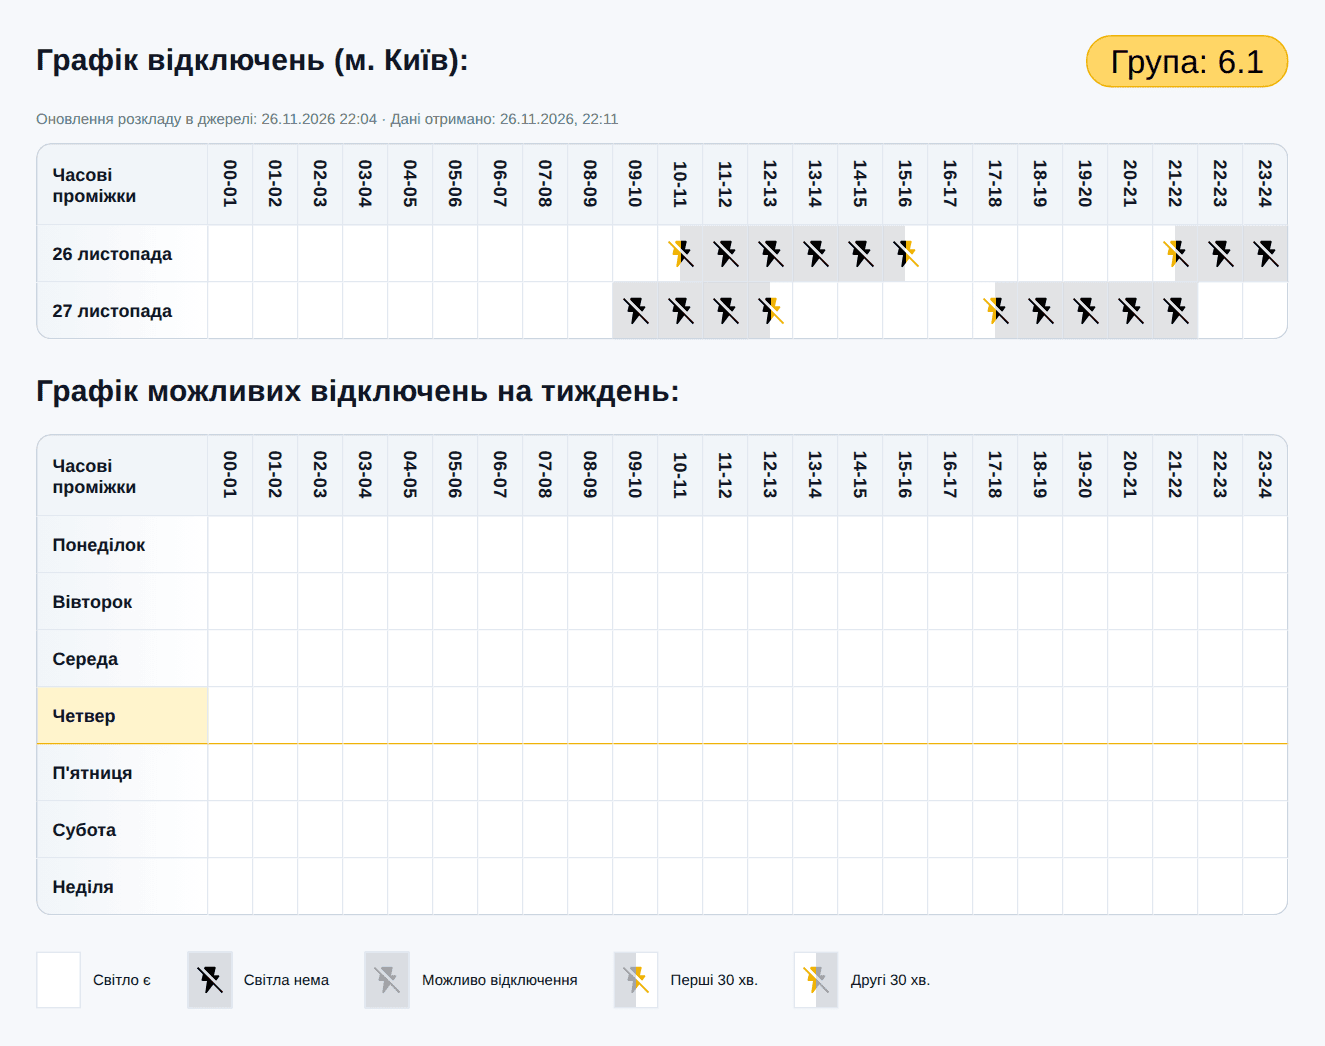 Графік відключень (м. Київ):
Група: 6.1
Оновлення розкладу в джерелі: 26.11.2026 22:04 · Дані отримано: 26.11.2026, 22:11
Часові
проміжки
00-01 01-02 02-03 03-04 04-05 05-06 06-07 07-08 08-09 09-10 10-11 11-12 12-13 13-14 14-15 15-16 16-17 17-18 18-19 19-20 20-21 21-22 22-23 23-24
26 листопада
27 листопада
Графік можливих відключень на тиждень:
Часові
проміжки
00-01 01-02 02-03 03-04 04-05 05-06 06-07 07-08 08-09 09-10 10-11 11-12 12-13 13-14 14-15 15-16 16-17 17-18 18-19 19-20 20-21 21-22 22-23 23-24
Понеділок
Вівторок
Середа
Четвер
П'ятниця
Субота
Неділя
Світло є Світла нема Можливо відключення Перші 30 хв. Другі 30 хв.